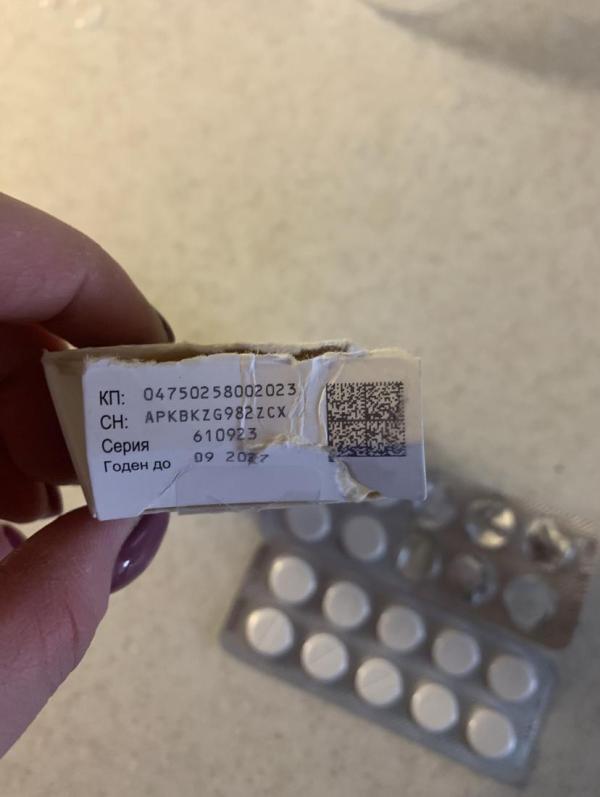 КП: 04750258002023
СН: APKBKZG982ZCX
Серия 610923
Годен до 09 2027